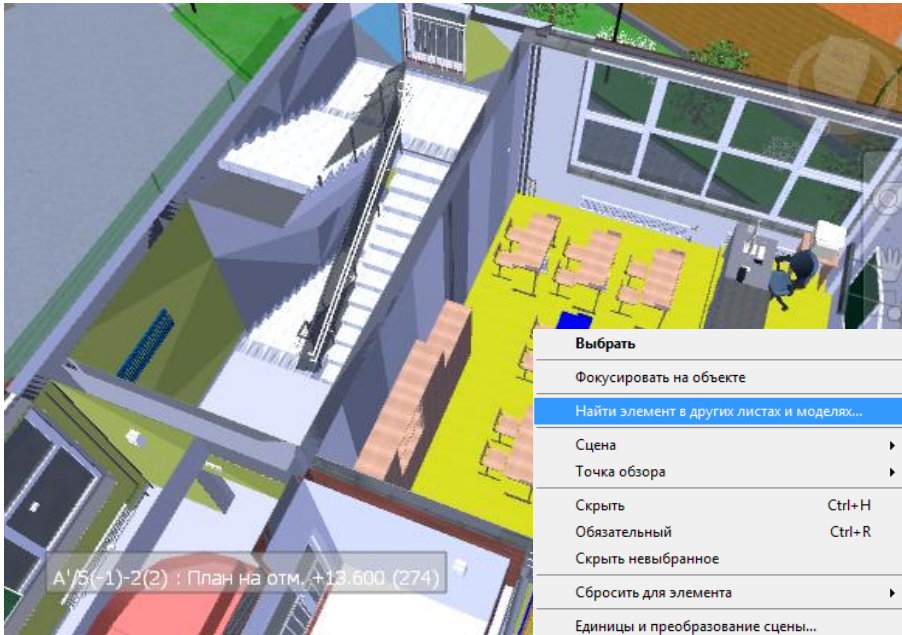 Выбрать
Фокусировать на объекте
Найти элемент в других листах и моделях...
Сцена
Точка обзора
Скрыть Ctrl+H
Обязательный Ctrl+R
Скрыть невыбранное
Сбросить для элемента
Единицы и преобразование сцены...
A'/5(-1)-2(2) : План на отм. +13.600 (274)